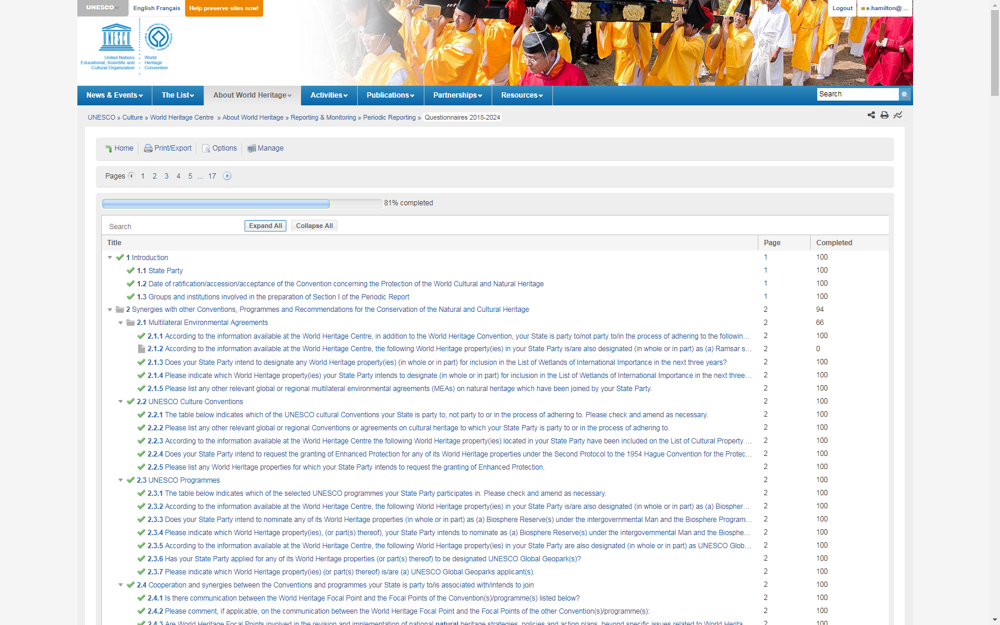 UNESCO
English Français
Help preserve sites now!
Logout
e.hamilton@ ...
UNESCO
United Nations
Educational, Scientific and
Cultural Organization
World
Heritage
Convention
News & Events
The List
About World Heritage
Activities
Publications
Partnerships
Resources
Search
UNESCO » Culture » World Heritage Centre » About World Heritage » Reporting & Monitoring » Periodic Reporting » Questionnaires 2018-2024
Home
Print/Export
Options
Manage
Pages 1 2 3 4 5 ... 17
81% completed
Search
Expand All
Collapse All
Title Page Completed
1 Introduction 1 100
1.1 State Party 1 100
1.2 Date of ratification/accession/acceptance of the Convention concerning the Protection of the World Cultural and Natural Heritage 1 100
1.3 Groups and institutions involved in the preparation of Section I of the Periodic Report 1 100
2 Synergies with other Conventions, Programmes and Recommendations for the Conservation of the Natural and Cultural Heritage 2 94
2.1 Multilateral Environmental Agreements 2 66
2.1.1 According to the information available at the World Heritage Centre, in addition to the World Heritage Convention, your State is party to/not party to/in the process of adhering to the followin... 2 100
2.1.2 According to the information available at the World Heritage Centre, the following World Heritage property(ies) in your State Party is/are also designated (in whole or in part) as (a) Ramsar s... 2 0
2.1.3 Does your State Party intend to designate any World Heritage property(ies) (in whole or in part) for inclusion in the List of Wetlands of International Importance in the next three years? 2 100
2.1.4 Please indicate which World Heritage property(ies) your State Party intends to designate (in whole or in part) for inclusion in the List of Wetlands of International Importance in the next three... 2 100
2.1.5 Please list any other relevant global or regional multilateral environmental agreements (MEAs) on natural heritage which have been joined by your State Party. 2 100
2.2 UNESCO Culture Conventions 2 100
2.2.1 The table below indicates which of the UNESCO cultural Conventions your State is party to, not party to or in the process of adhering to. Please check and amend as necessary. 2 100
2.2.2 Please list any other relevant global or regional Conventions or agreements on cultural heritage to which your State Party is party to or in the process of adhering to. 2 100
2.2.3 According to the information available at the World Heritage Centre the following World Heritage property(ies) located in your State Party have been included on the List of Cultural Property ... 2 100
2.2.4 Does your State Party intend to request the granting of Enhanced Protection for any of its World Heritage properties under the Second Protocol to the 1954 Hague Convention for the Protec... 2 100
2.2.5 Please list any World Heritage properties for which your State Party intends to request the granting of Enhanced Protection. 2 100
2.3 UNESCO Programmes 2 100
2.3.1 The table below indicates which of the selected UNESCO programmes your State Party participates in. Please check and amend as necessary. 2 100
2.3.2 According to the information available at the World Heritage Centre, the following World Heritage property(ies) in your State Party is/are also designated (in whole or in part) as (a) Biospher... 2 100
2.3.3 Does your State Party intend to nominate any of its World Heritage properties (in whole or in part) as (a) Biosphere Reserve(s) under the intergovernmental Man and the Biosphere Program... 2 100
2.3.4 Please indicate which World Heritage property(ies), (or part(s) thereof), your State Party intends to nominate as (a) Biosphere Reserve(s) under the intergovernmental Man and the Biosphe... 2 100
2.3.5 According to the information available at the World Heritage Centre, the following World Heritage property(ies) in your State Party are also designated (in whole or in part) as UNESCO Glob... 2 100
2.3.6 Has your State Party applied for any of its World Heritage properties (or part(s) thereof) to be designated UNESCO Global Geopark(s)? 2 100
2.3.7 Please indicate which World Heritage property(ies) (or part(s) thereof) is/are (a) UNESCO Global Geoparks applicant(s). 2 100
2.4 Cooperation and synergies between the Conventions and programmes your State is party to/is associated with/intends to join 2 100
2.4.1 Is there communication between the World Heritage Focal Point and the Focal Points of the Convention(s)/programme(s) listed below? 2 100
2.4.2 Please comment, if applicable, on the communication between the World Heritage Focal Point and the Focal Points of the other Convention(s)/programme(s): 2 100
2.4.3 Are World Heritage Focal Points involved in the revision and implementation of national natural heritage strategies, policies and action plans, beyond specific issues related to World Herita... 2 100